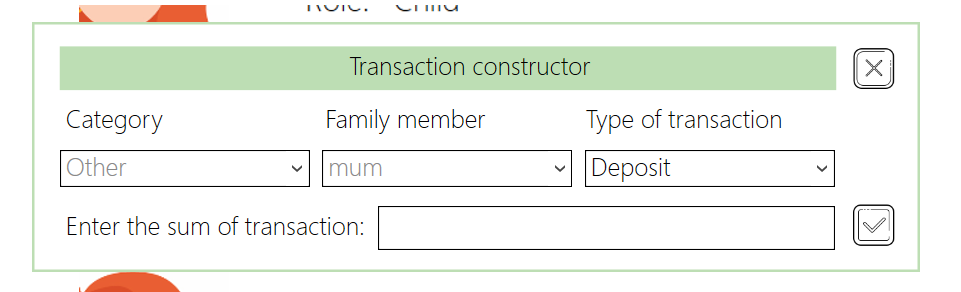 Role: Child
Transaction constructor
Category Family member Type of transaction
Other mum Deposit
Enter the sum of transaction: